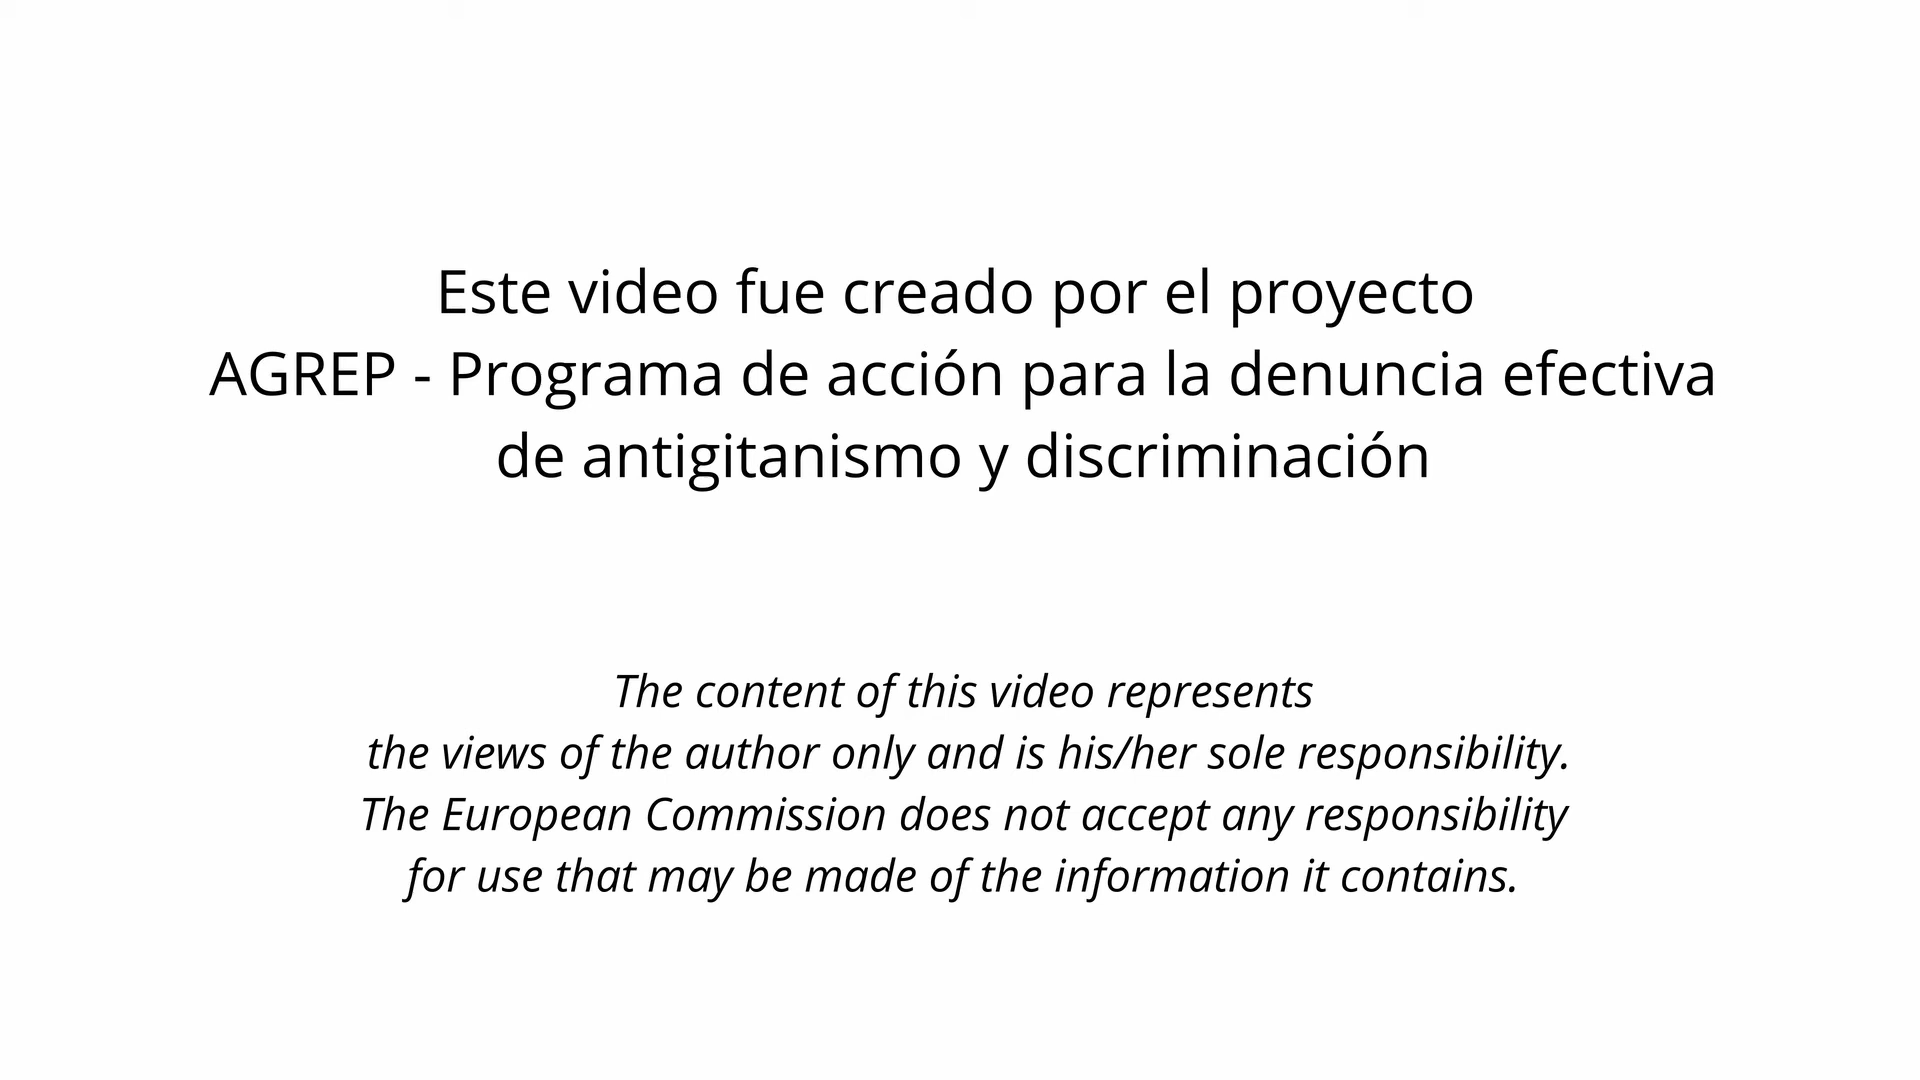 Este video fue creado por el proyecto
AGREP - Programa de acción para la denuncia efectiva
de antigitanismo y discriminación
The content of this video represents
the views of the author only and is his/her sole responsibility.
The European Commission does not accept any responsibility
for use that may be made of the information it contains.